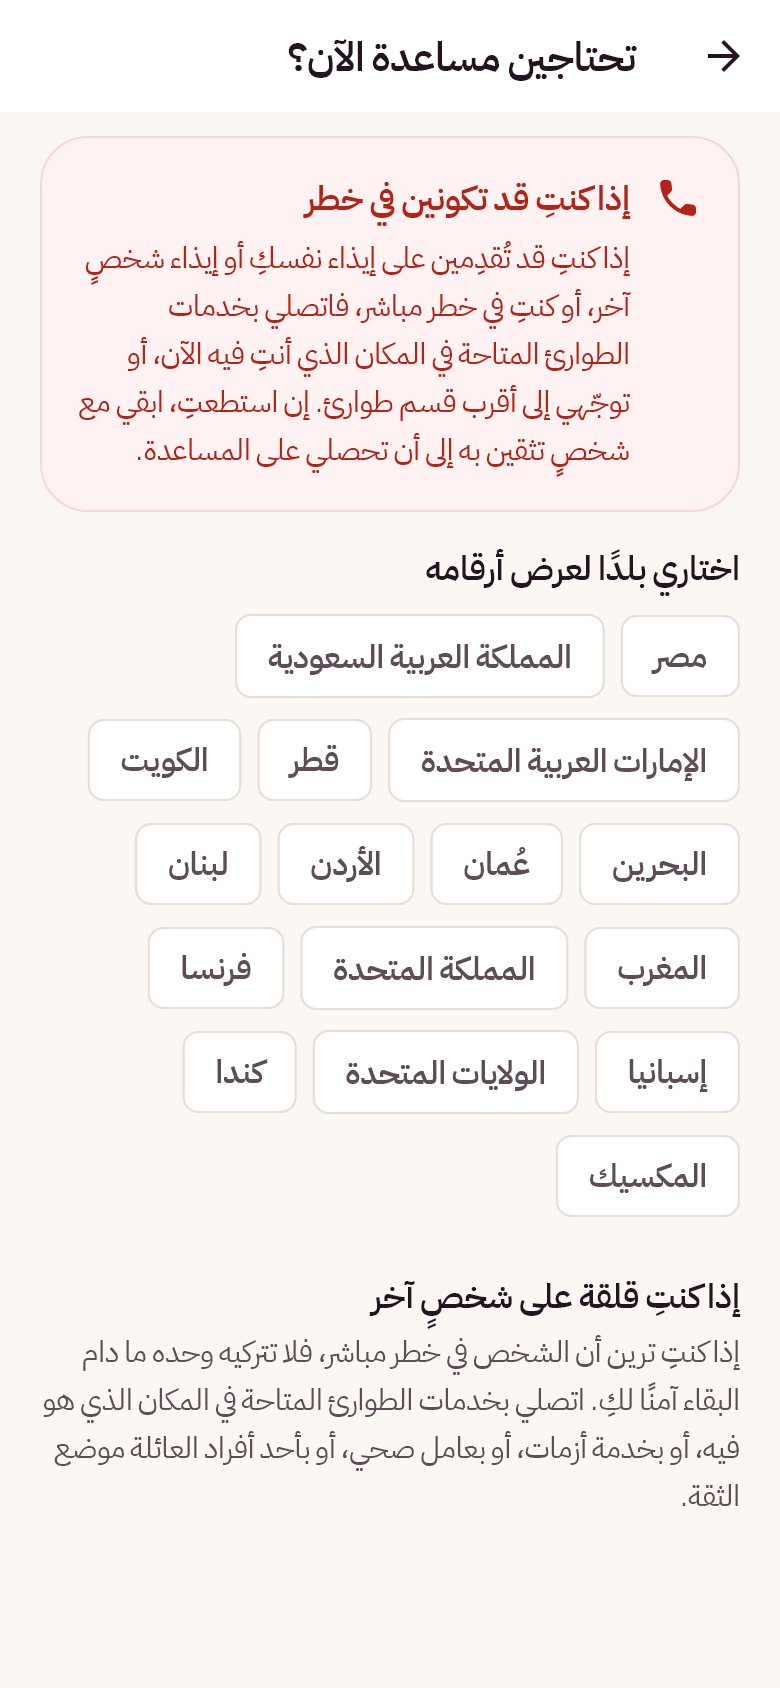 تحتاجين مساعدة الآن؟
إذا كنتِ قد تكونين في خطر
إذا كنتِ قد تُقدِمين على إيذاء نفسكِ أو إيذاء شخصٍ
آخر، أو كنتِ في خطر مباشر، فاتصلي بخدمات
الطوارئ المتاحة في المكان الذي أنتِ فيه الآن، أو
توجّهي إلى أقرب قسم طوارئ. إن استطعتِ، ابقي مع
شخصٍ تثقين به إلى أن تحصلي على المساعدة.
اختاري بلدًا لعرض أرقامه
مصر المملكة العربية السعودية
الإمارات العربية المتحدة قطر الكويت
البحرين عُمان الأردن لبنان
المغرب المملكة المتحدة فرنسا
إسبانيا الولايات المتحدة كندا
المكسيك
إذا كنتِ قلقة على شخصٍ آخر
إذا كنتِ ترين أن الشخص في خطر مباشر، فلا تتركيه وحده ما دام
البقاء آمنًا لكِ. اتصلي بخدمات الطوارئ المتاحة في المكان الذي هو
فيه، أو بخدمة أزمات، أو بعامل صحي، أو بأحد أفراد العائلة موضع
الثقة.